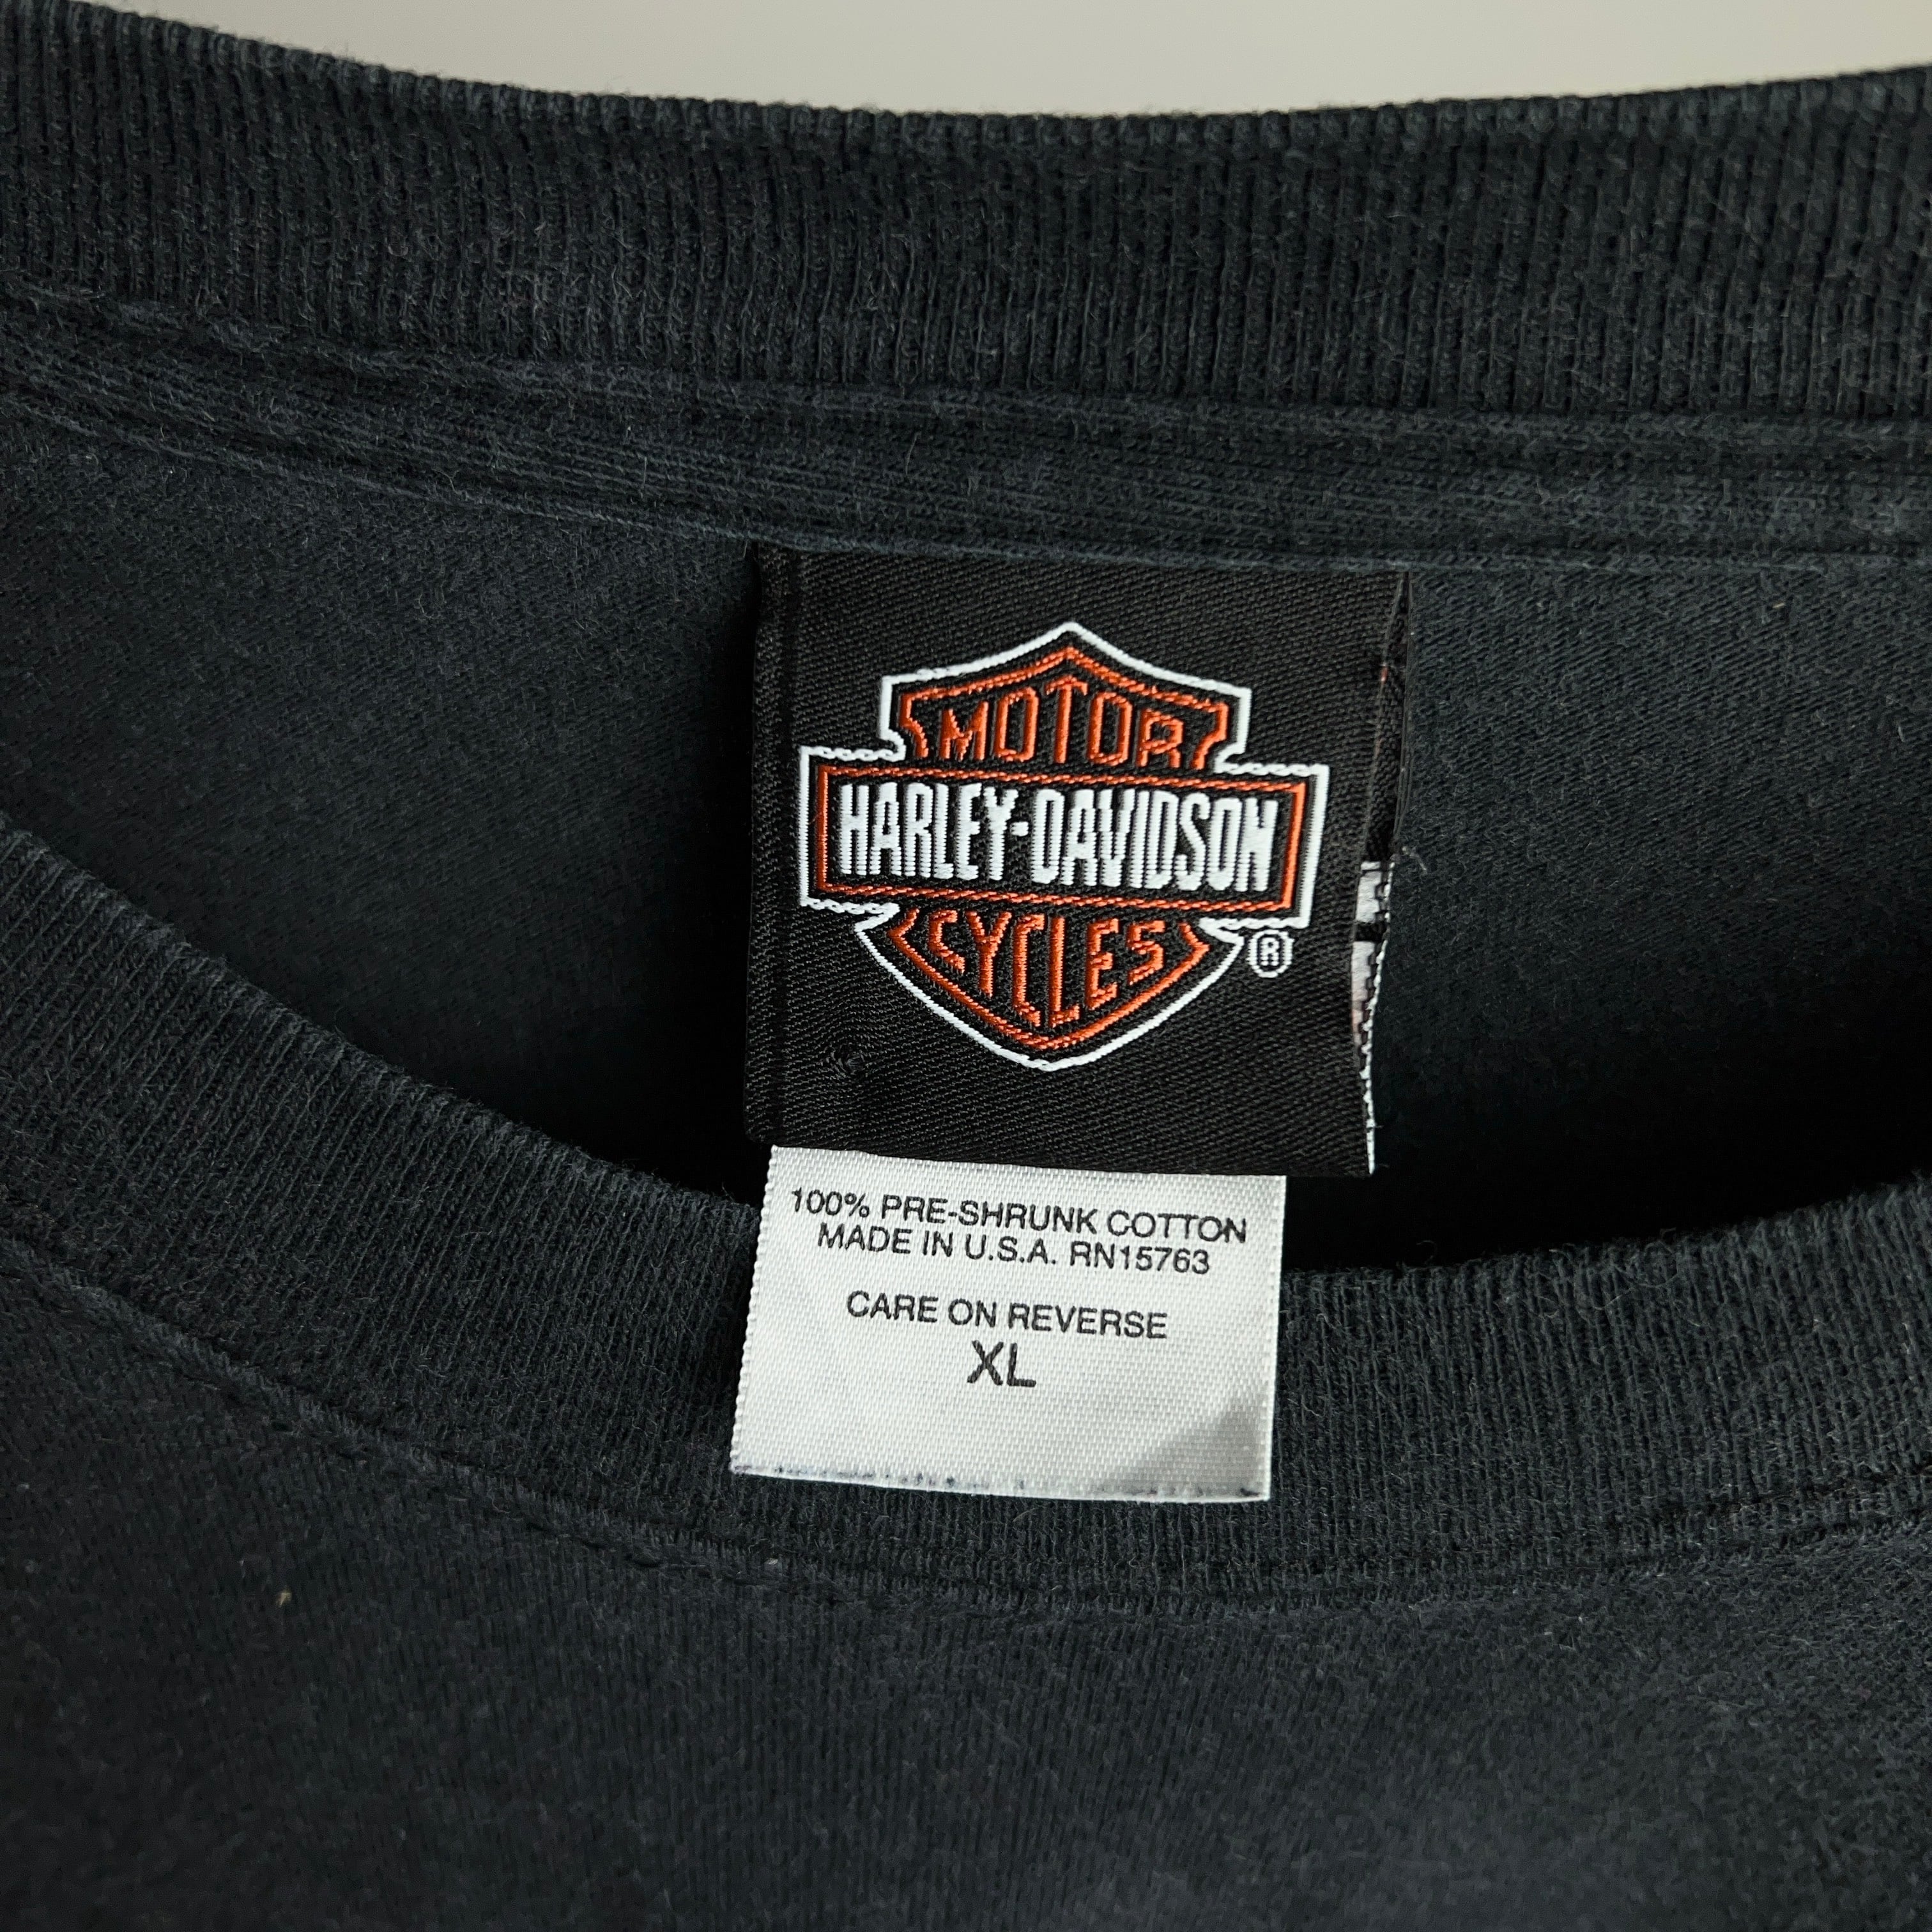 MOTOR
HARLEY-DAVIDSON
CYCLES
®
100% PRE-SHRUNK COTTON
MADE IN U.S.A. RN15763
CARE ON REVERSE
XL